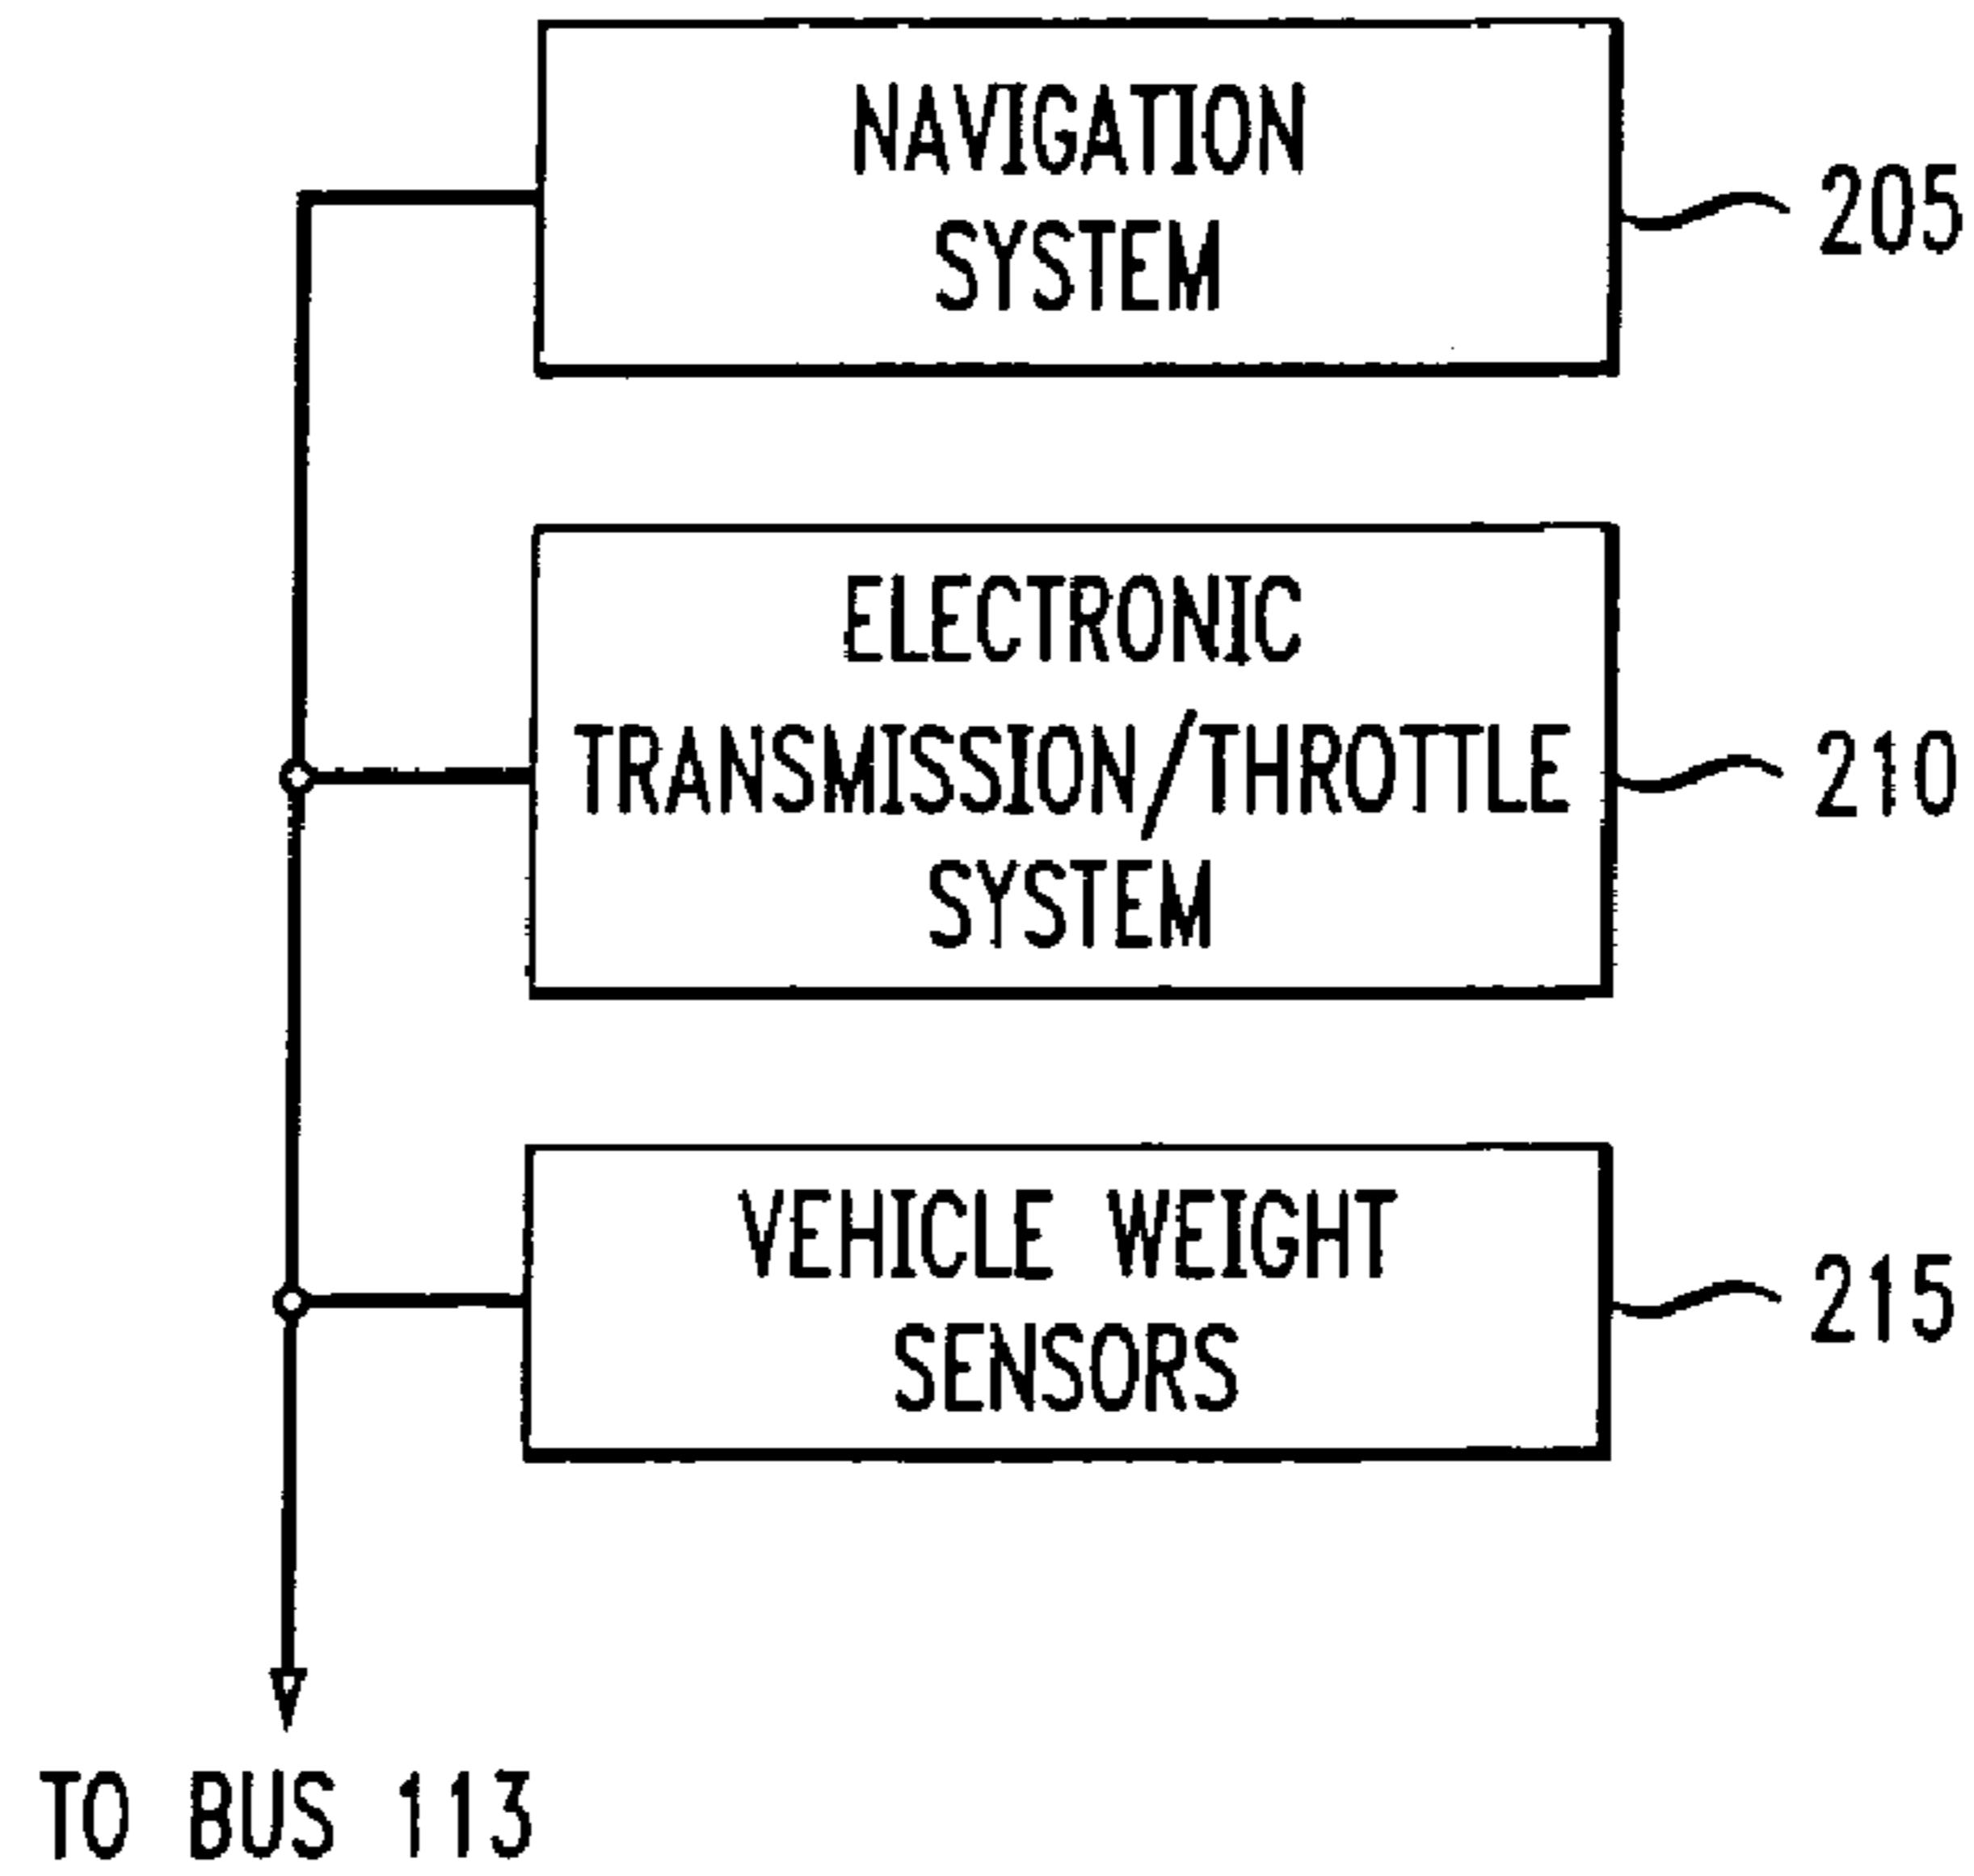 NAVIGATION
SYSTEM
205
ELECTRONIC
TRANSMISSION/THROTTLE
SYSTEM
210
VEHICLE WEIGHT
SENSORS
215
TO BUS 113